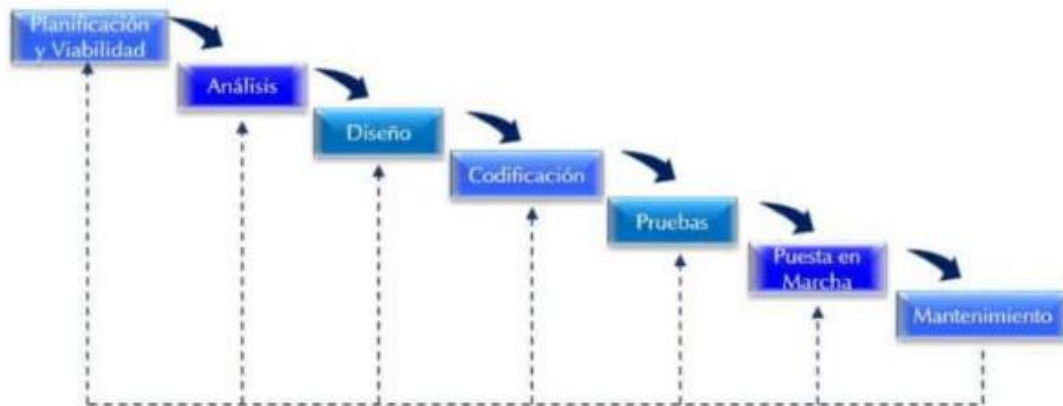 Planificación
y Viabilidad
Análisis
Diseño
Codificación
Pruebas
Puesta en
Marcha
Mantenimiento